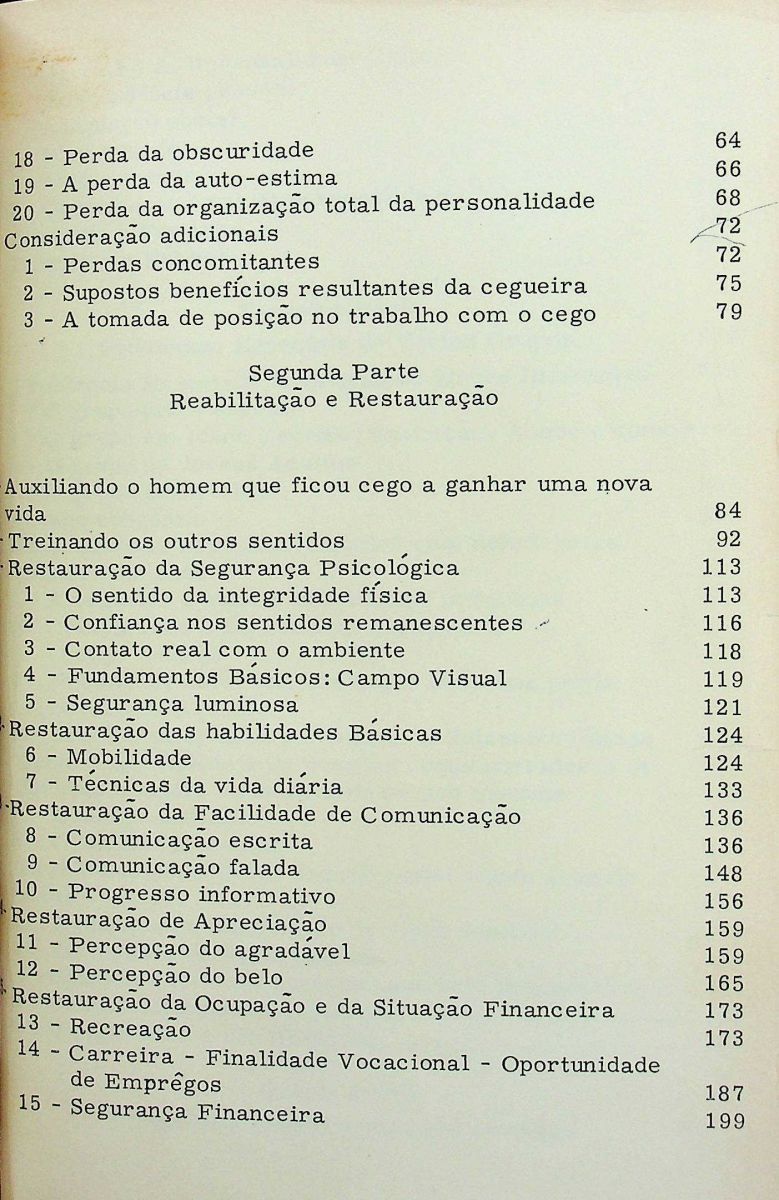 18 - Perda da obscuridade 64
19 - A perda da auto-estima 66
20 - Perda da organização total da personalidade 68
Consideração adicionais 72
1 - Perdas concomitantes 72
2 - Supostos benefícios resultantes da cegueira 75
3 - A tomada de posição no trabalho com o cego 79
Segunda Parte
Reabilitação e Restauração
Auxiliando o homem que ficou cego a ganhar uma nova
vida 84
Treinando os outros sentidos 92
Restauração da Segurança Psicológica 113
1 - O sentido da integridade física 113
2 - Confiança nos sentidos remanescentes 116
3 - Contato real com o ambiente 118
4 - Fundamentos Básicos: Campo Visual 119
5 - Segurança luminosa 121
Restauração das habilidades Básicas 124
6 - Mobilidade 124
7 - Técnicas da vida diária 133
Restauração da Facilidade de Comunicação 136
8 - Comunicação escrita 136
9 - Comunicação falada 148
10 - Progresso informativo 156
Restauração de Apreciação 159
11 - Percepção do agradável 159
12 - Percepção do belo 165
Restauração da Ocupação e da Situação Financeira 173
13 - Recreação 173
14 - Carreira - Finalidade Vocacional - Oportunidade
de Emprêgos 187
15 - Segurança Financeira 199